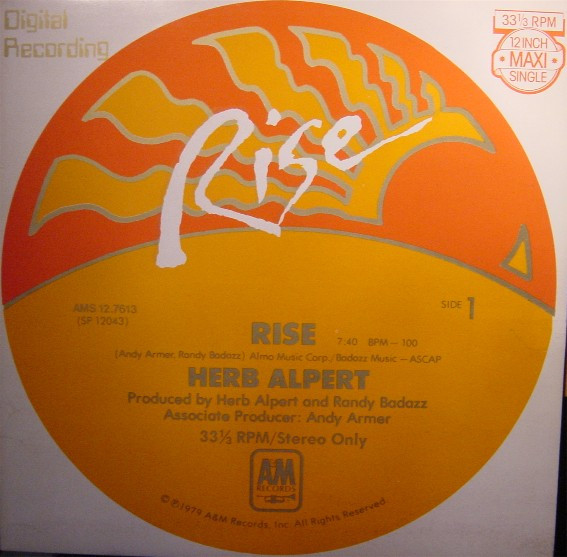 Digital
Recording
33⅓ RPM
12 INCH
MAXI
SINGLE
Rise
AMS 12.7613
(SP 12043)
SIDE 1
RISE 7:40 BPM — 100
(Andy Armer, Randy Badazz) Almo Music Corp./Badazz Music — ASCAP
HERB ALPERT
Produced by Herb Alpert and Randy Badazz
Associate Producer: Andy Armer
33⅓ RPM/Stereo Only
A&M
RECORDS
© ℗ 1979 A&M Records, Inc. All Rights Reserved